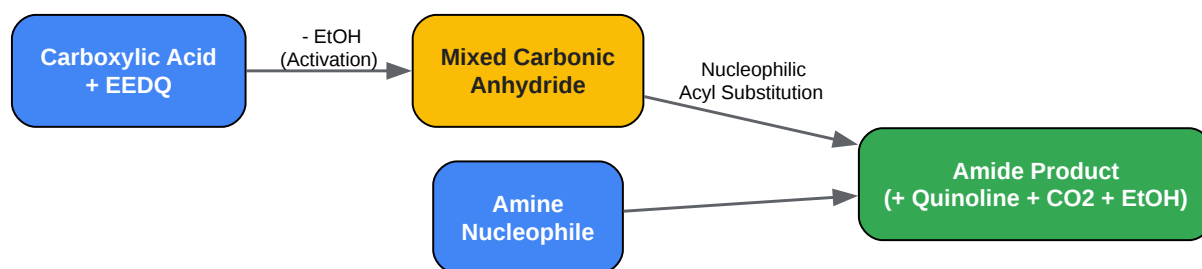 Carboxylic Acid
+ EEDQ
- EtOH
(Activation)
Mixed Carbonic
Anhydride
Nucleophilic
Acyl Substitution
Amine
Nucleophile
Amide Product
(+ Quinoline + CO2 + EtOH)